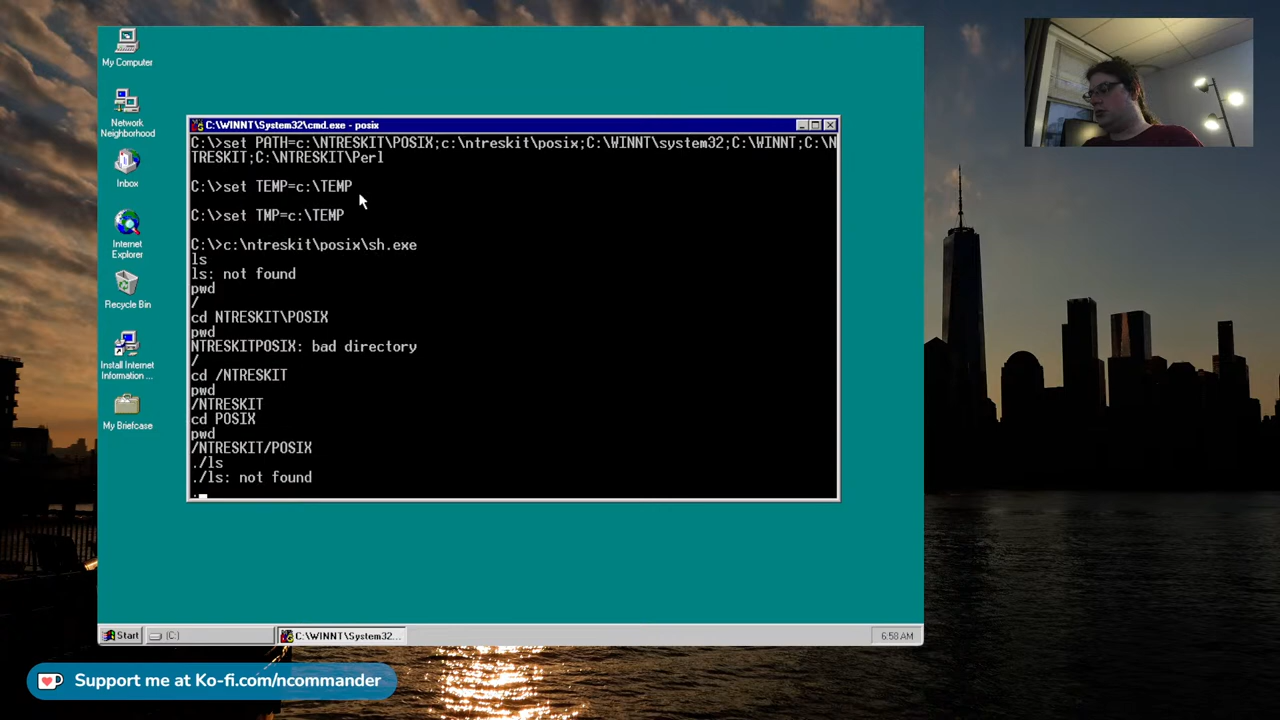 My Computer
Network
Neighborhood
Inbox
Internet
Explorer
Recycle Bin
Install Internet
Information ...
My Briefcase
C:\WINNT\System32\cmd.exe - posix
C:\>set PATH=c:\NTRESKIT\POSIX;c:\ntreskit\posix;C:\WINNT\system32;C:\WINNT;C:\N
TRESKIT;C:\NTRESKIT\Perl
C:\>set TEMP=c:\TEMP
C:\>set TMP=c:\TEMP
C:\>c:\ntreskit\posix\sh.exe
ls
ls: not found
pwd
/
cd NTRESKIT\POSIX
pwd
NTRESKITPOSIX: bad directory
/
cd /NTRESKIT
pwd
/NTRESKIT
cd POSIX
pwd
/NTRESKIT/POSIX
./ls
./ls: not found
.
Start
(C:)
C:\WINNT\System32...
6:58 AM
Support me at Ko-fi.com/ncommander